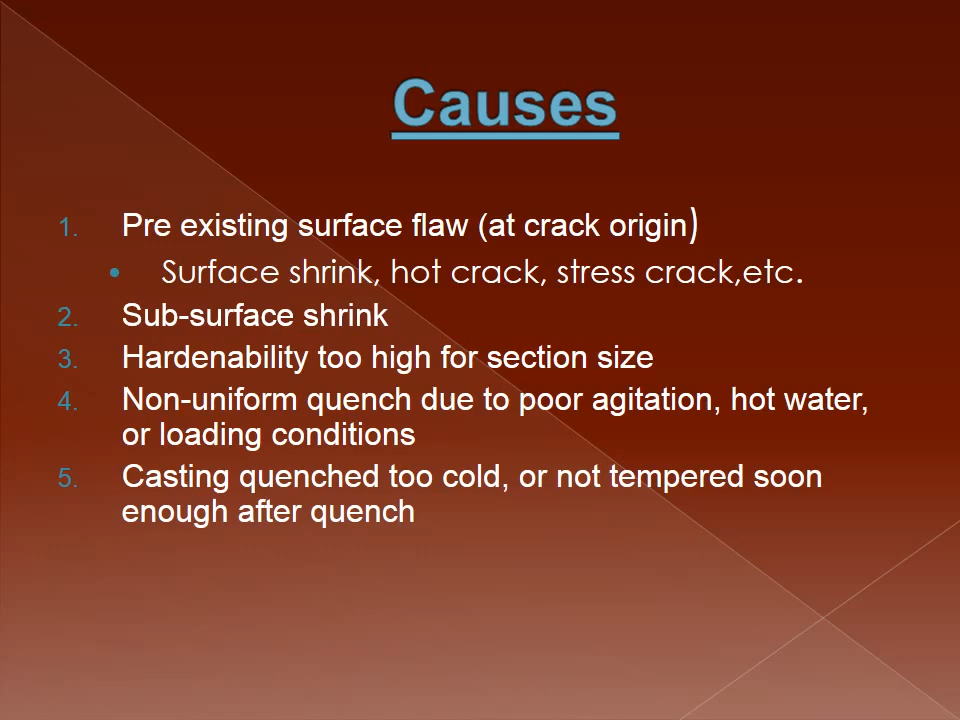 Causes
1. Pre existing surface flaw (at crack origin)
• Surface shrink, hot crack, stress crack,etc.
2. Sub-surface shrink
3. Hardenability too high for section size
4. Non-uniform quench due to poor agitation, hot water,
or loading conditions
5. Casting quenched too cold, or not tempered soon
enough after quench